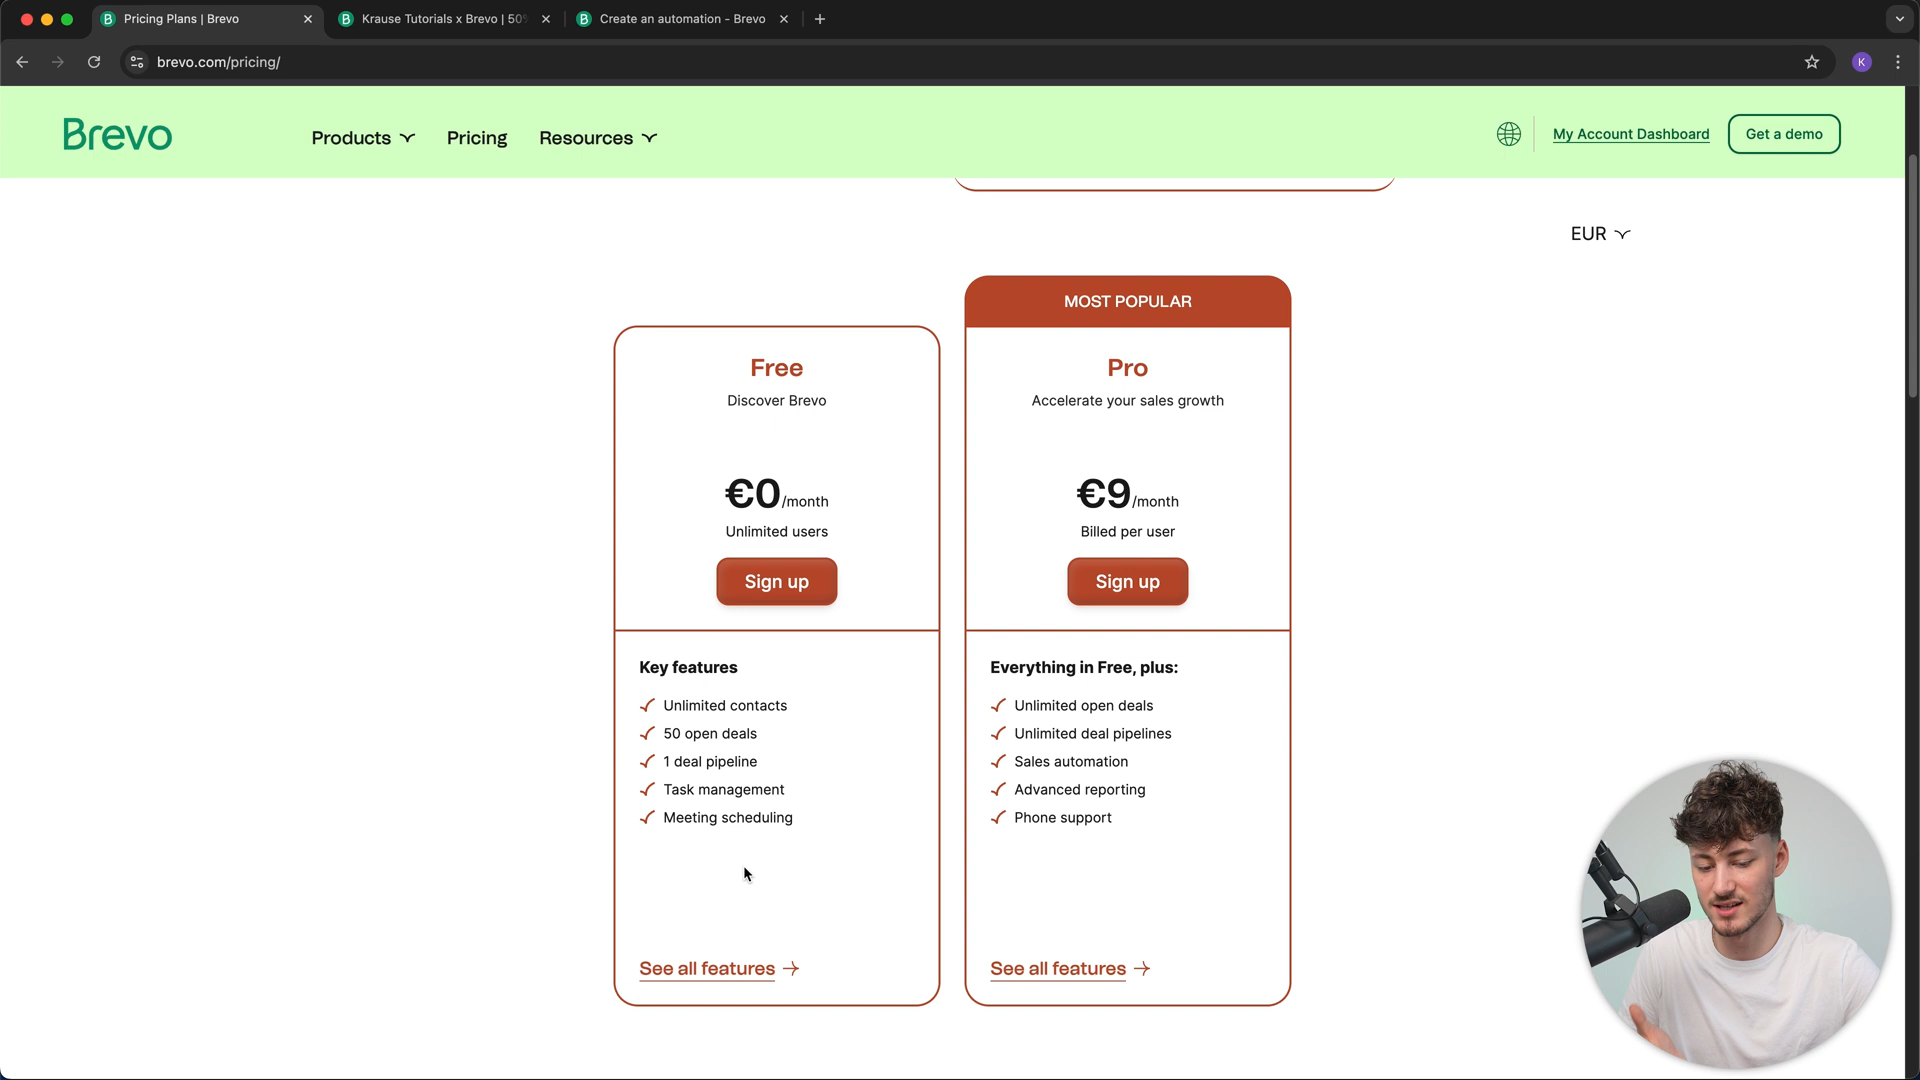 Pricing Plans | Brevo
Krause Tutorials x Brevo | 50
Create an automation - Brevo
brevo.com/pricing/
K
Brevo
Products
Pricing
Resources
My Account Dashboard
Get a demo
EUR
MOST POPULAR
Free
Discover Brevo
€0/month
Unlimited users
Sign up
Key features
Unlimited contacts
50 open deals
1 deal pipeline
Task management
Meeting scheduling
See all features
Pro
Accelerate your sales growth
€9/month
Billed per user
Sign up
Everything in Free, plus:
Unlimited open deals
Unlimited deal pipelines
Sales automation
Advanced reporting
Phone support
See all features